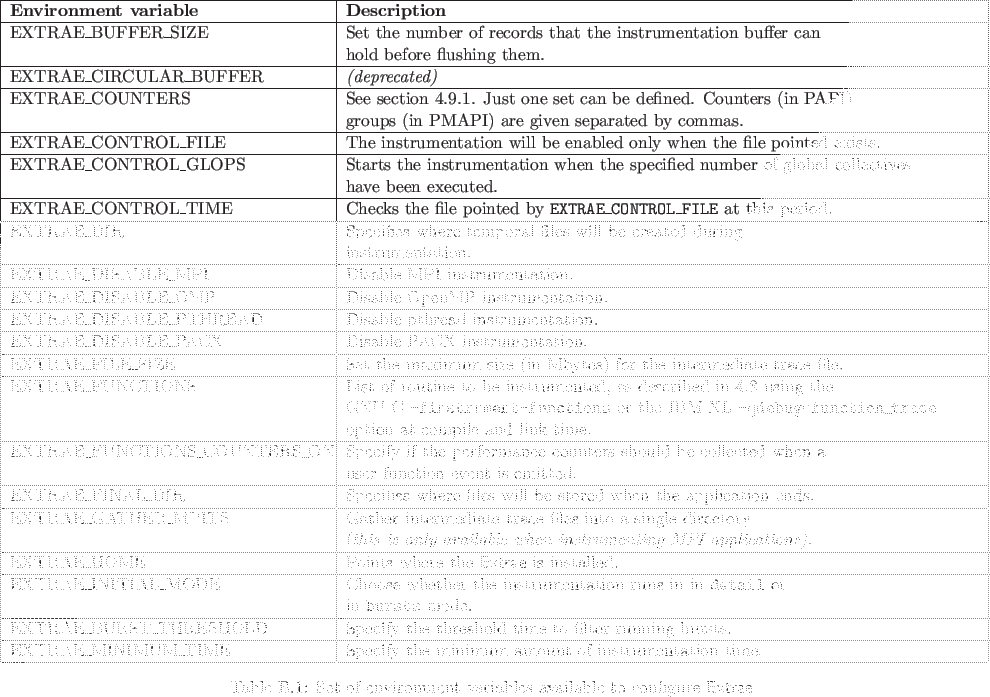 Environment variable Description
EXTRAE_BUFFER_SIZE Set the number of records that the instrumentation buffer can
hold before flushing them.
EXTRAE_CIRCULAR_BUFFER (deprecated)
EXTRAE_COUNTERS See section 4.9.1. Just one set can be defined. Counters (in PAPI)
groups (in PMAPI) are given separated by commas.
EXTRAE_CONTROL_FILE The instrumentation will be enabled only when the file pointed exists.
EXTRAE_CONTROL_GLOPS Starts the instrumentation when the specified number of global collectives
have been executed.
EXTRAE_CONTROL_TIME Checks the file pointed by EXTRAE_CONTROL_FILE at this period.
EXTRAE_DIR Specifies where temporal files will be created during
instrumentation.
EXTRAE_DISABLE_MPI Disable MPI instrumentation.
EXTRAE_DISABLE_OMP Disable OpenMP instrumentation.
EXTRAE_DISABLE_PTHREAD Disable pthread instrumentation.
EXTRAE_DISABLE_PACX Disable PACX instrumentation.
EXTRAE_FILE_SIZE Set the maximum size (in Mbytes) for the intermediate trace file.
EXTRAE_FUNCTIONS List of routine to be instrumented, as described in 4.8 using the
GNU C -finstrument-functions or the IBM XL -qdebug=function_trace
option at compile and link time.
EXTRAE_FUNCTIONS_COUNTERS_ON Specify if the performance counters should be collected when a
user function event is emitted.
EXTRAE_FINAL_DIR Specifies where files will be stored when the application ends.
EXTRAE_GATHER_MPITS Gather intermediate trace files into a single directory
(this is only available when instrumenting MPI applications).
EXTRAE_HOME Points where the Extrae is installed.
EXTRAE_INITIAL_MODE Choose whether the instrumentation runs in in detail or
in bursts mode.
EXTRAE_BURST_THRESHOLD Specify the threshold time to filter running bursts.
EXTRAE_MINIMUM_TIME Specify the minimum amount of instrumentation time.
Table B.1: Set of environment variables available to configure Extrae